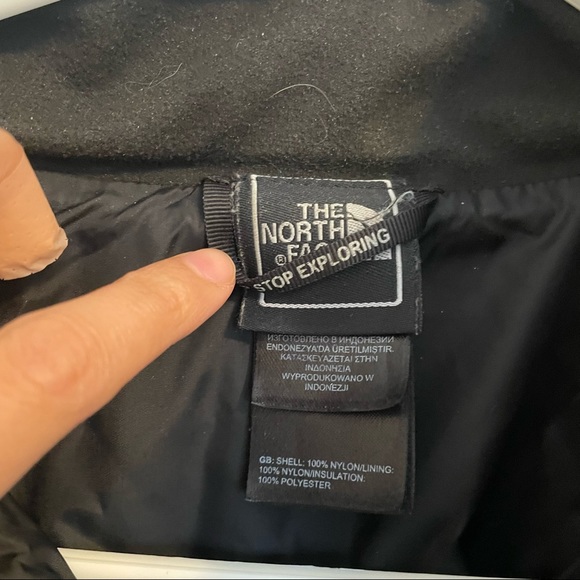 THE
NORTH
®FAC
STOP EXPLORING
ИЗГОТОВЛЕНО В ИНДОНЕЗИИ
ENDONEZYA'DA ÜRETILMISTIR.
ΚΑΤΑΣΚΕΥΑΖΕΤΑΙ ΣΤΗΝ
ΙΝΔΟΝΗΣΙΑ
WYPRODUKOWANO W
INDONEZJI
GB: SHELL: 100% NYLON/LINING:
100% NYLON/INSULATION:
100% POLYESTER.